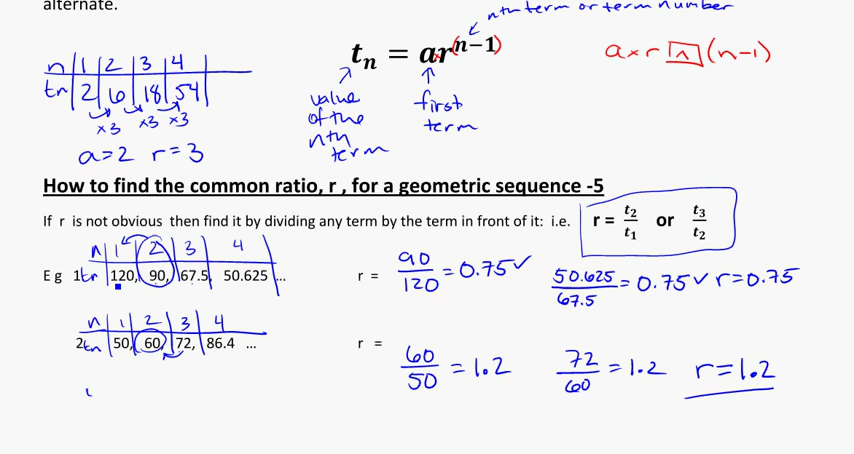 alternate.
nth term or term number
n | 1 | 2 | 3 | 4
tn | 2 | 6 | 18 | 54
×3 ×3 ×3
a=2 r=3
tₙ = ar^(n−1)
value of the nth term
first term
a×r ^ (n−1)
How to find the common ratio, r , for a geometric sequence -5
If r is not obvious then find it by dividing any term by the term in front of it: i.e. r = t₂/t₁ or t₃/t₂
n | 1 | 2 | 3 | 4
E g 1 tn | 120, 90, 67.5, 50.625 ...
r = 90/120 = 0.75 ✓ 50.625/67.5 = 0.75 ✓ r=0.75
n | 1 | 2 | 3 | 4
2 tn | 50, 60, 72, 86.4 ...
r = 60/50 = 1.2 72/60 = 1.2 r=1.2